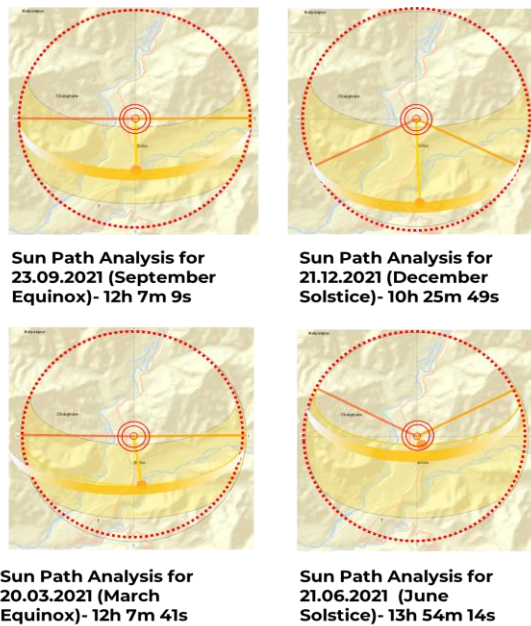 Sun Path Analysis for
23.09.2021 (September
Equinox)- 12h 7m 9s
Sun Path Analysis for
21.12.2021 (December
Solstice)- 10h 25m 49s
Sun Path Analysis for
20.03.2021 (March
Equinox)- 12h 7m 41s
Sun Path Analysis for
21.06.2021 (June
Solstice)- 13h 54m 14s